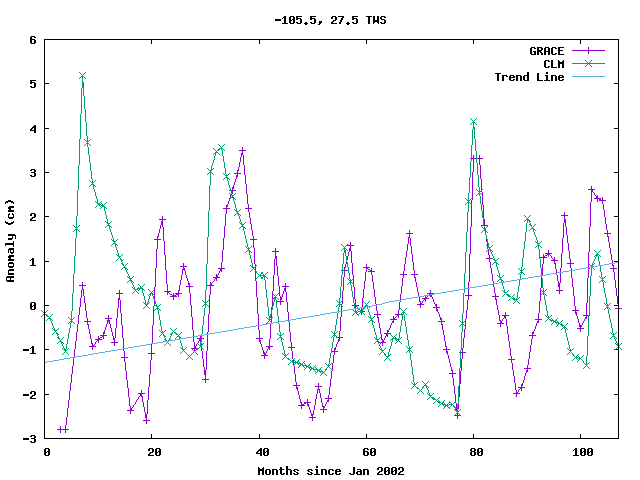 -105.5, 27.5 TWS
GRACE
CLM
Trend Line
6
5
4
3
2
1
0
-1
-2
-3
Anomaly (cm)
0 20 40 60 80 100
Months since Jan 2002